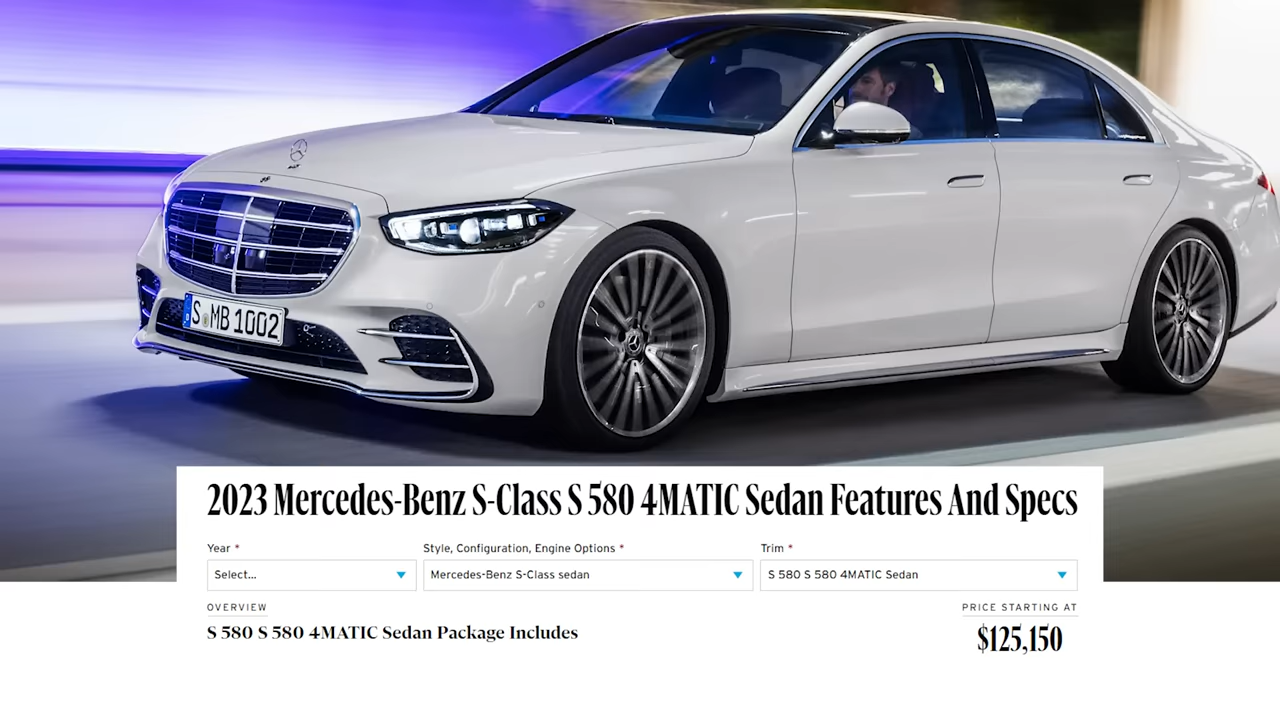 S MB 1002
2023 Mercedes-Benz S-Class S 580 4MATIC Sedan Features And Specs
Year *
Style, Configuration, Engine Options *
Trim *
Select...
Mercedes-Benz S-Class sedan
S 580 S 580 4MATIC Sedan
OVERVIEW
PRICE STARTING AT
S 580 S 580 4MATIC Sedan Package Includes
$125,150